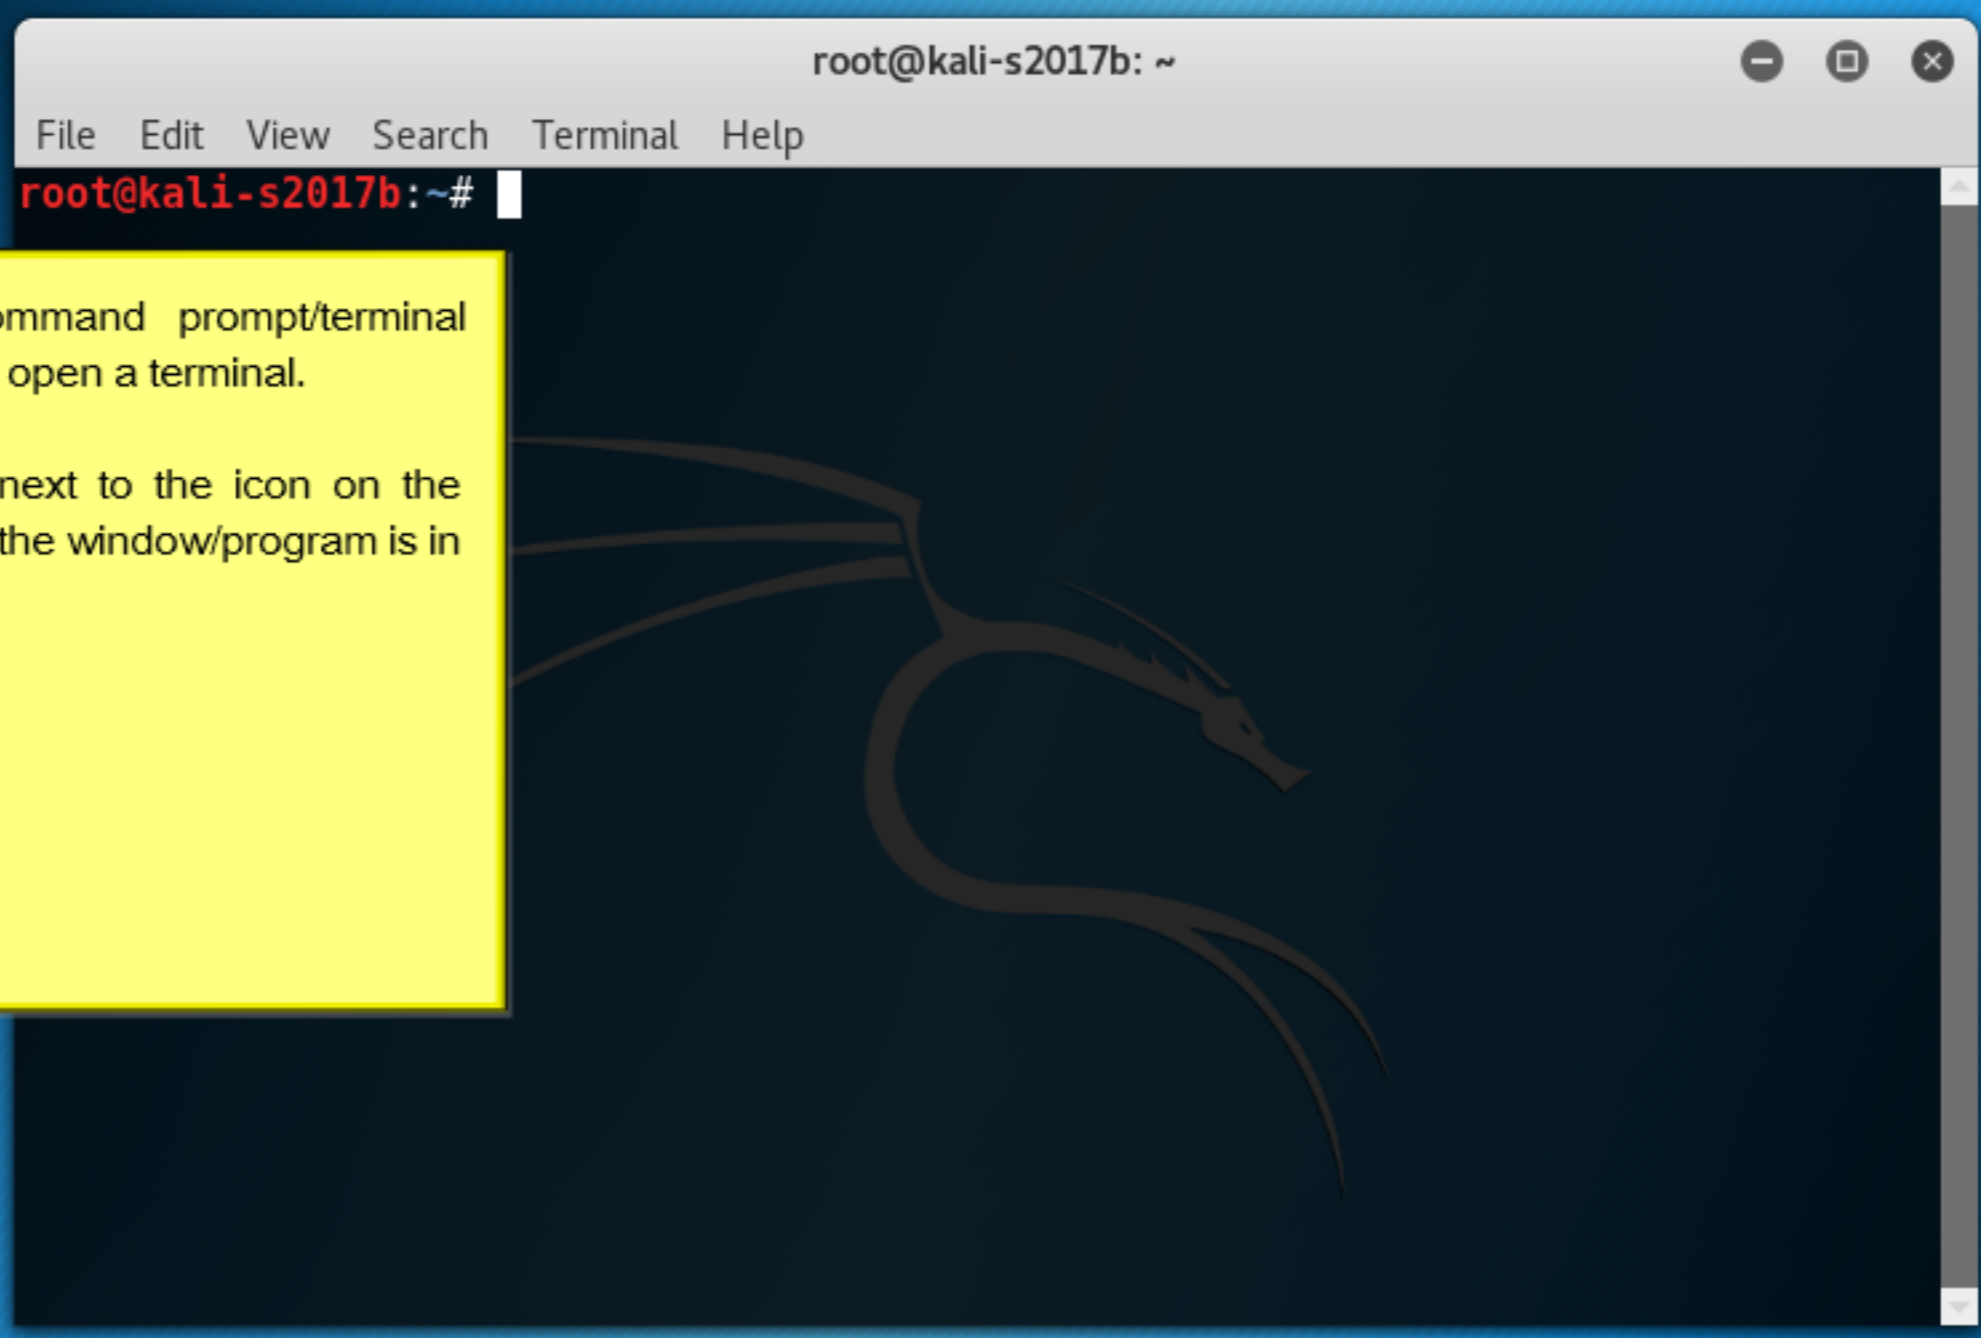 root@kali-s2017b: ~
File Edit View Search Terminal Help
root@kali-s2017b:~#
prompt/terminal
open a terminal.
next to the icon on the
the window/program is in